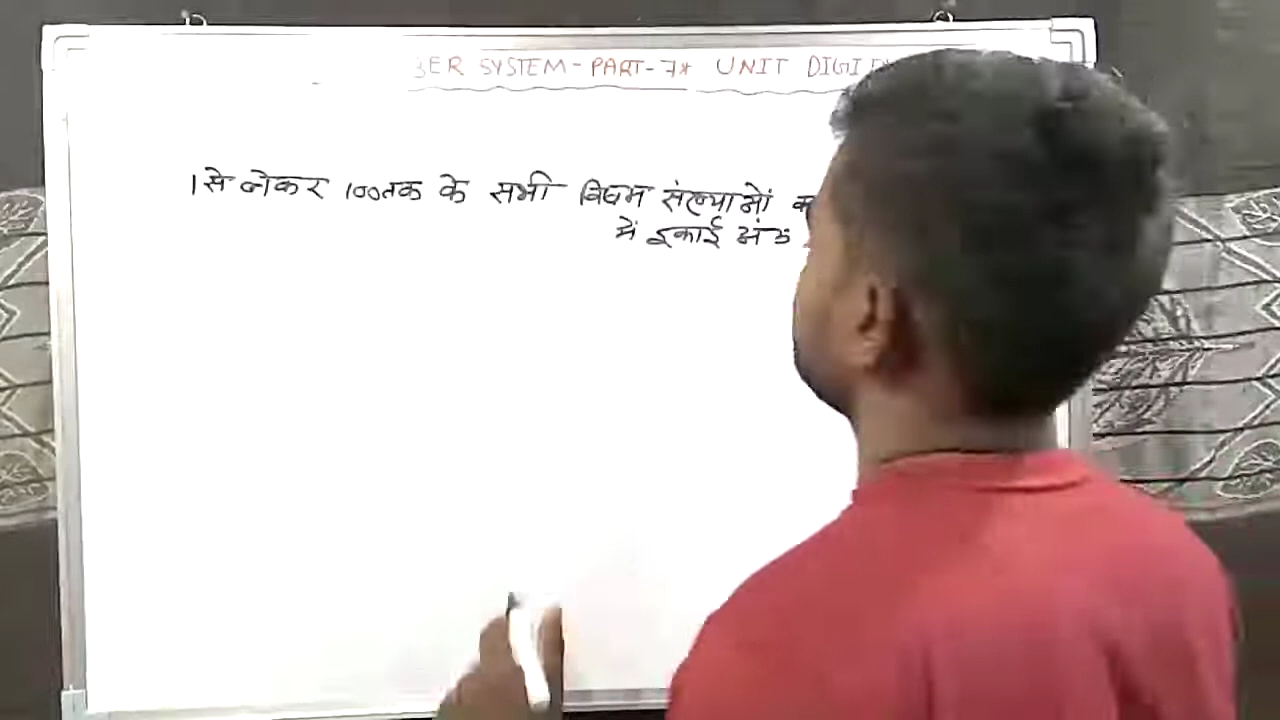 BER SYSTEM - PART - 7* UNIT DIGI
1 से लेकर 100 तक के सभी विषम संख्याओं
में इकाई अंक